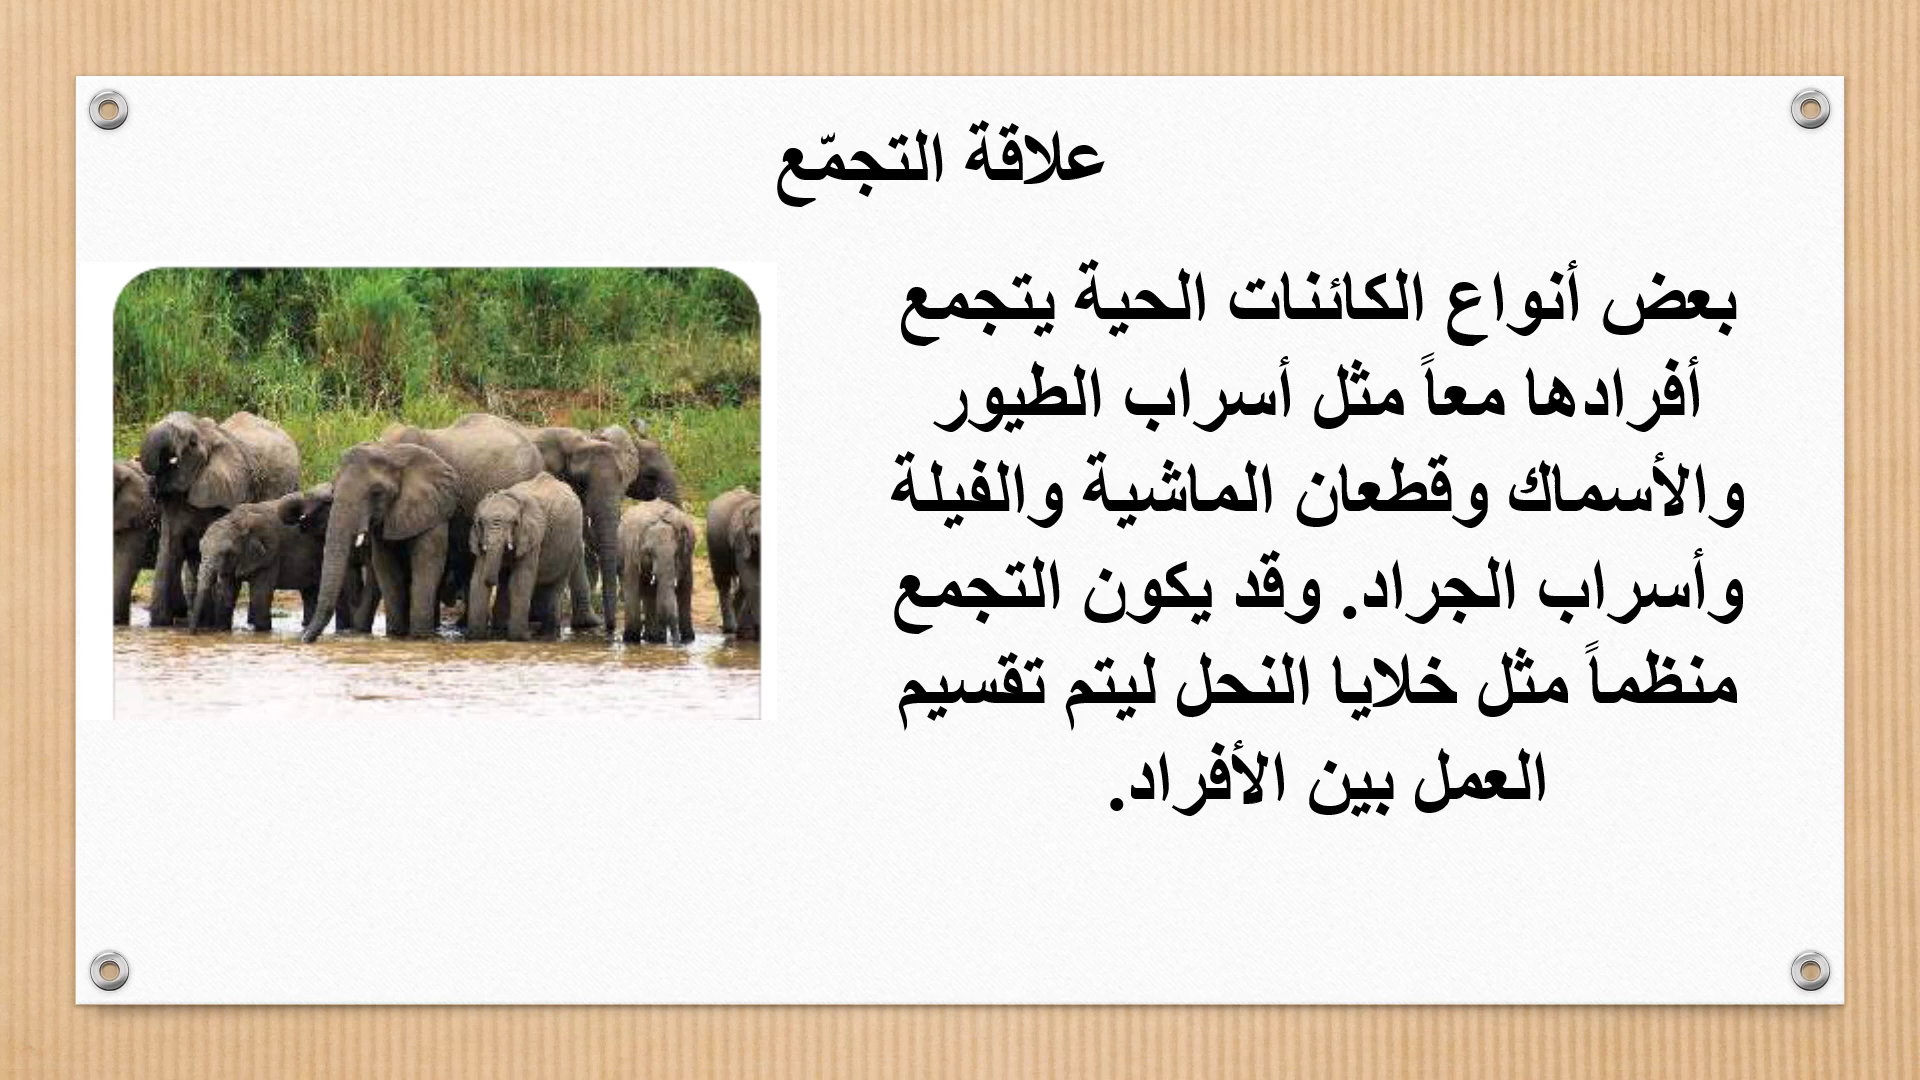 علاقة التجمّع
بعض أنواع الكائنات الحية يتجمع
أفرادها معاً مثل أسراب الطيور
والأسماك وقطعان الماشية والفيلة
وأسراب الجراد. وقد يكون التجمع
منظماً مثل خلايا النحل ليتم تقسيم
العمل بين الأفراد.